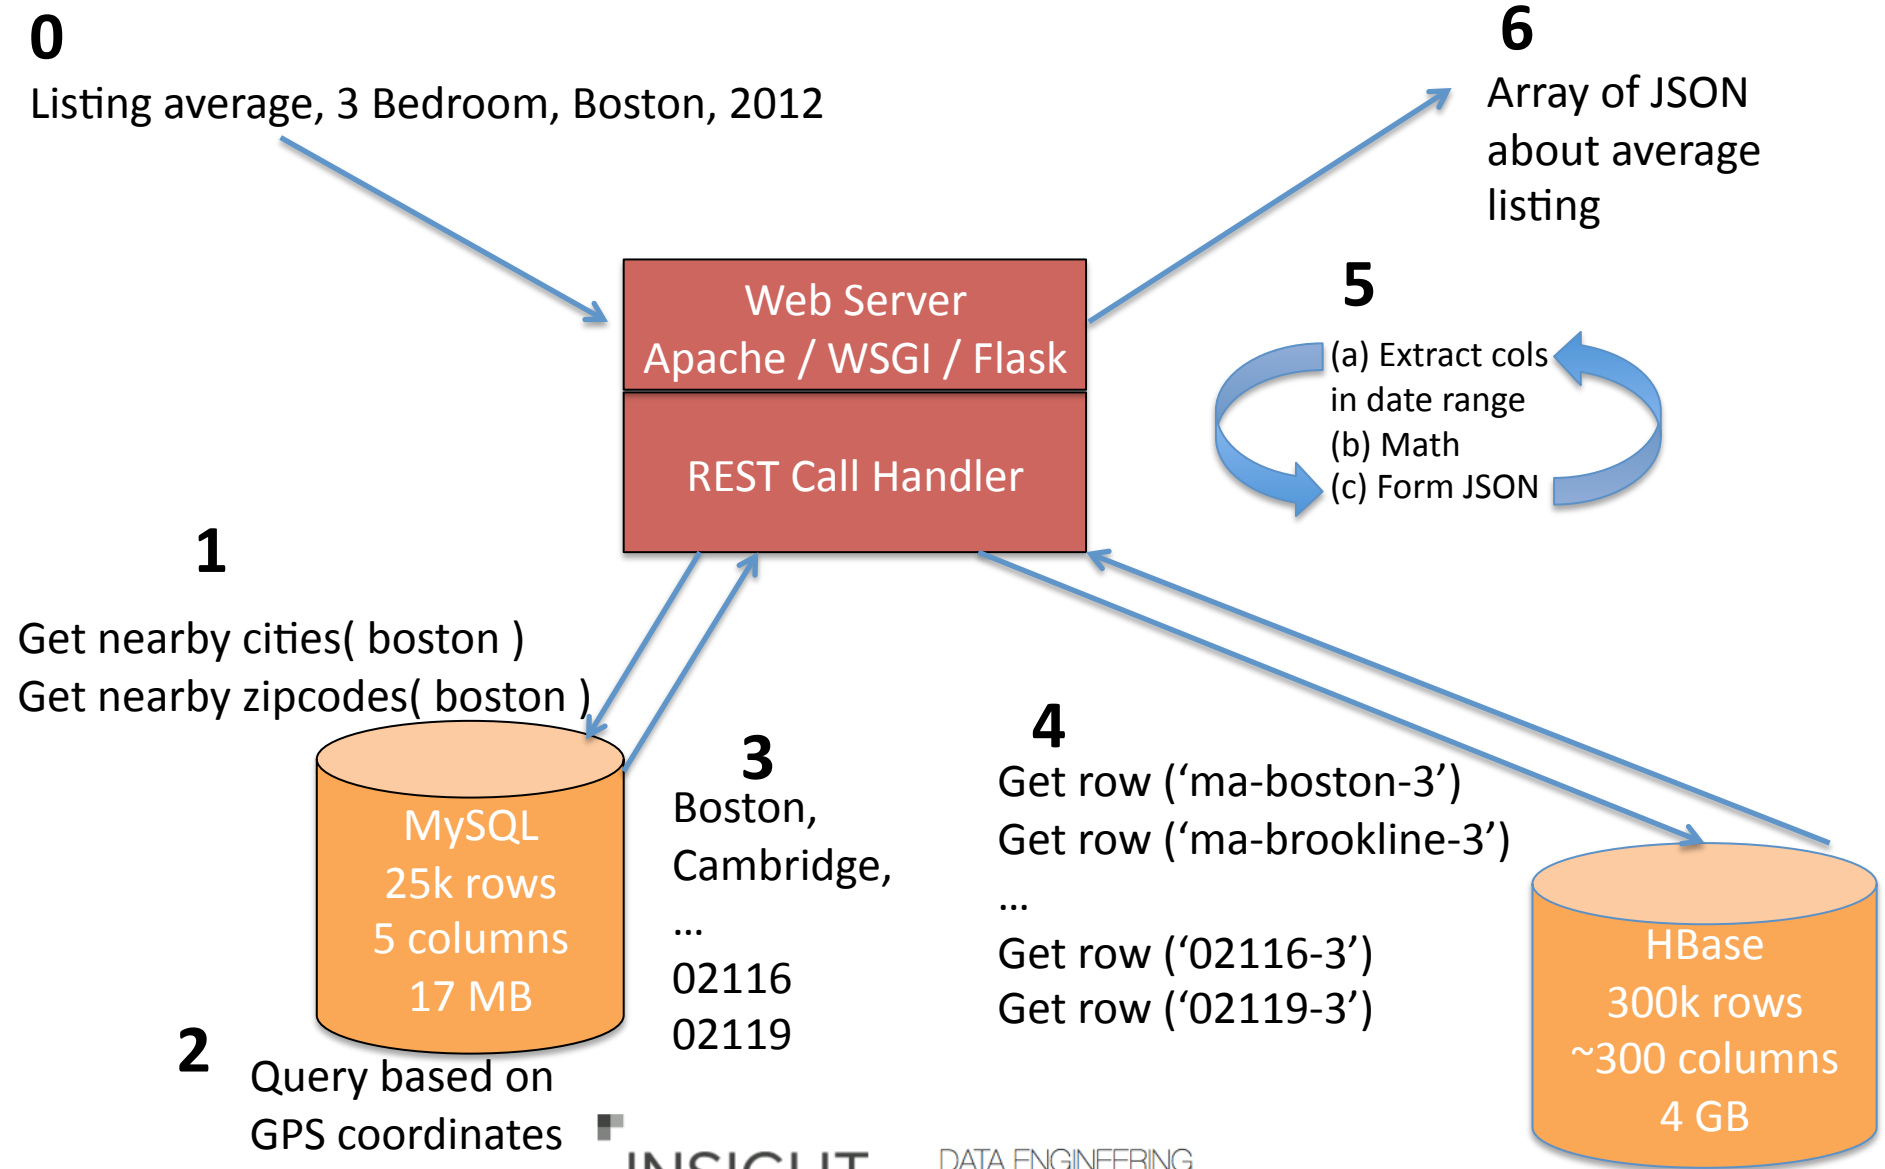 0
Listing average, 3 Bedroom, Boston, 2012
6
Array of JSON
about average
listing
Web Server
Apache / WSGI / Flask
REST Call Handler
5
(a) Extract cols
in date range
(b) Math
(c) Form JSON
1
Get nearby cities( boston )
Get nearby zipcodes( boston )
MySQL
25k rows
5 columns
17 MB
2
Query based on
GPS coordinates
3
Boston,
Cambridge,
...
02116
02119
4
Get row (‘ma-boston-3’)
Get row (‘ma-brookline-3’)
...
Get row (‘02116-3’)
Get row (‘02119-3’)
HBase
300k rows
~300 columns
4 GB
INSIGHT
DATA ENGINEERING